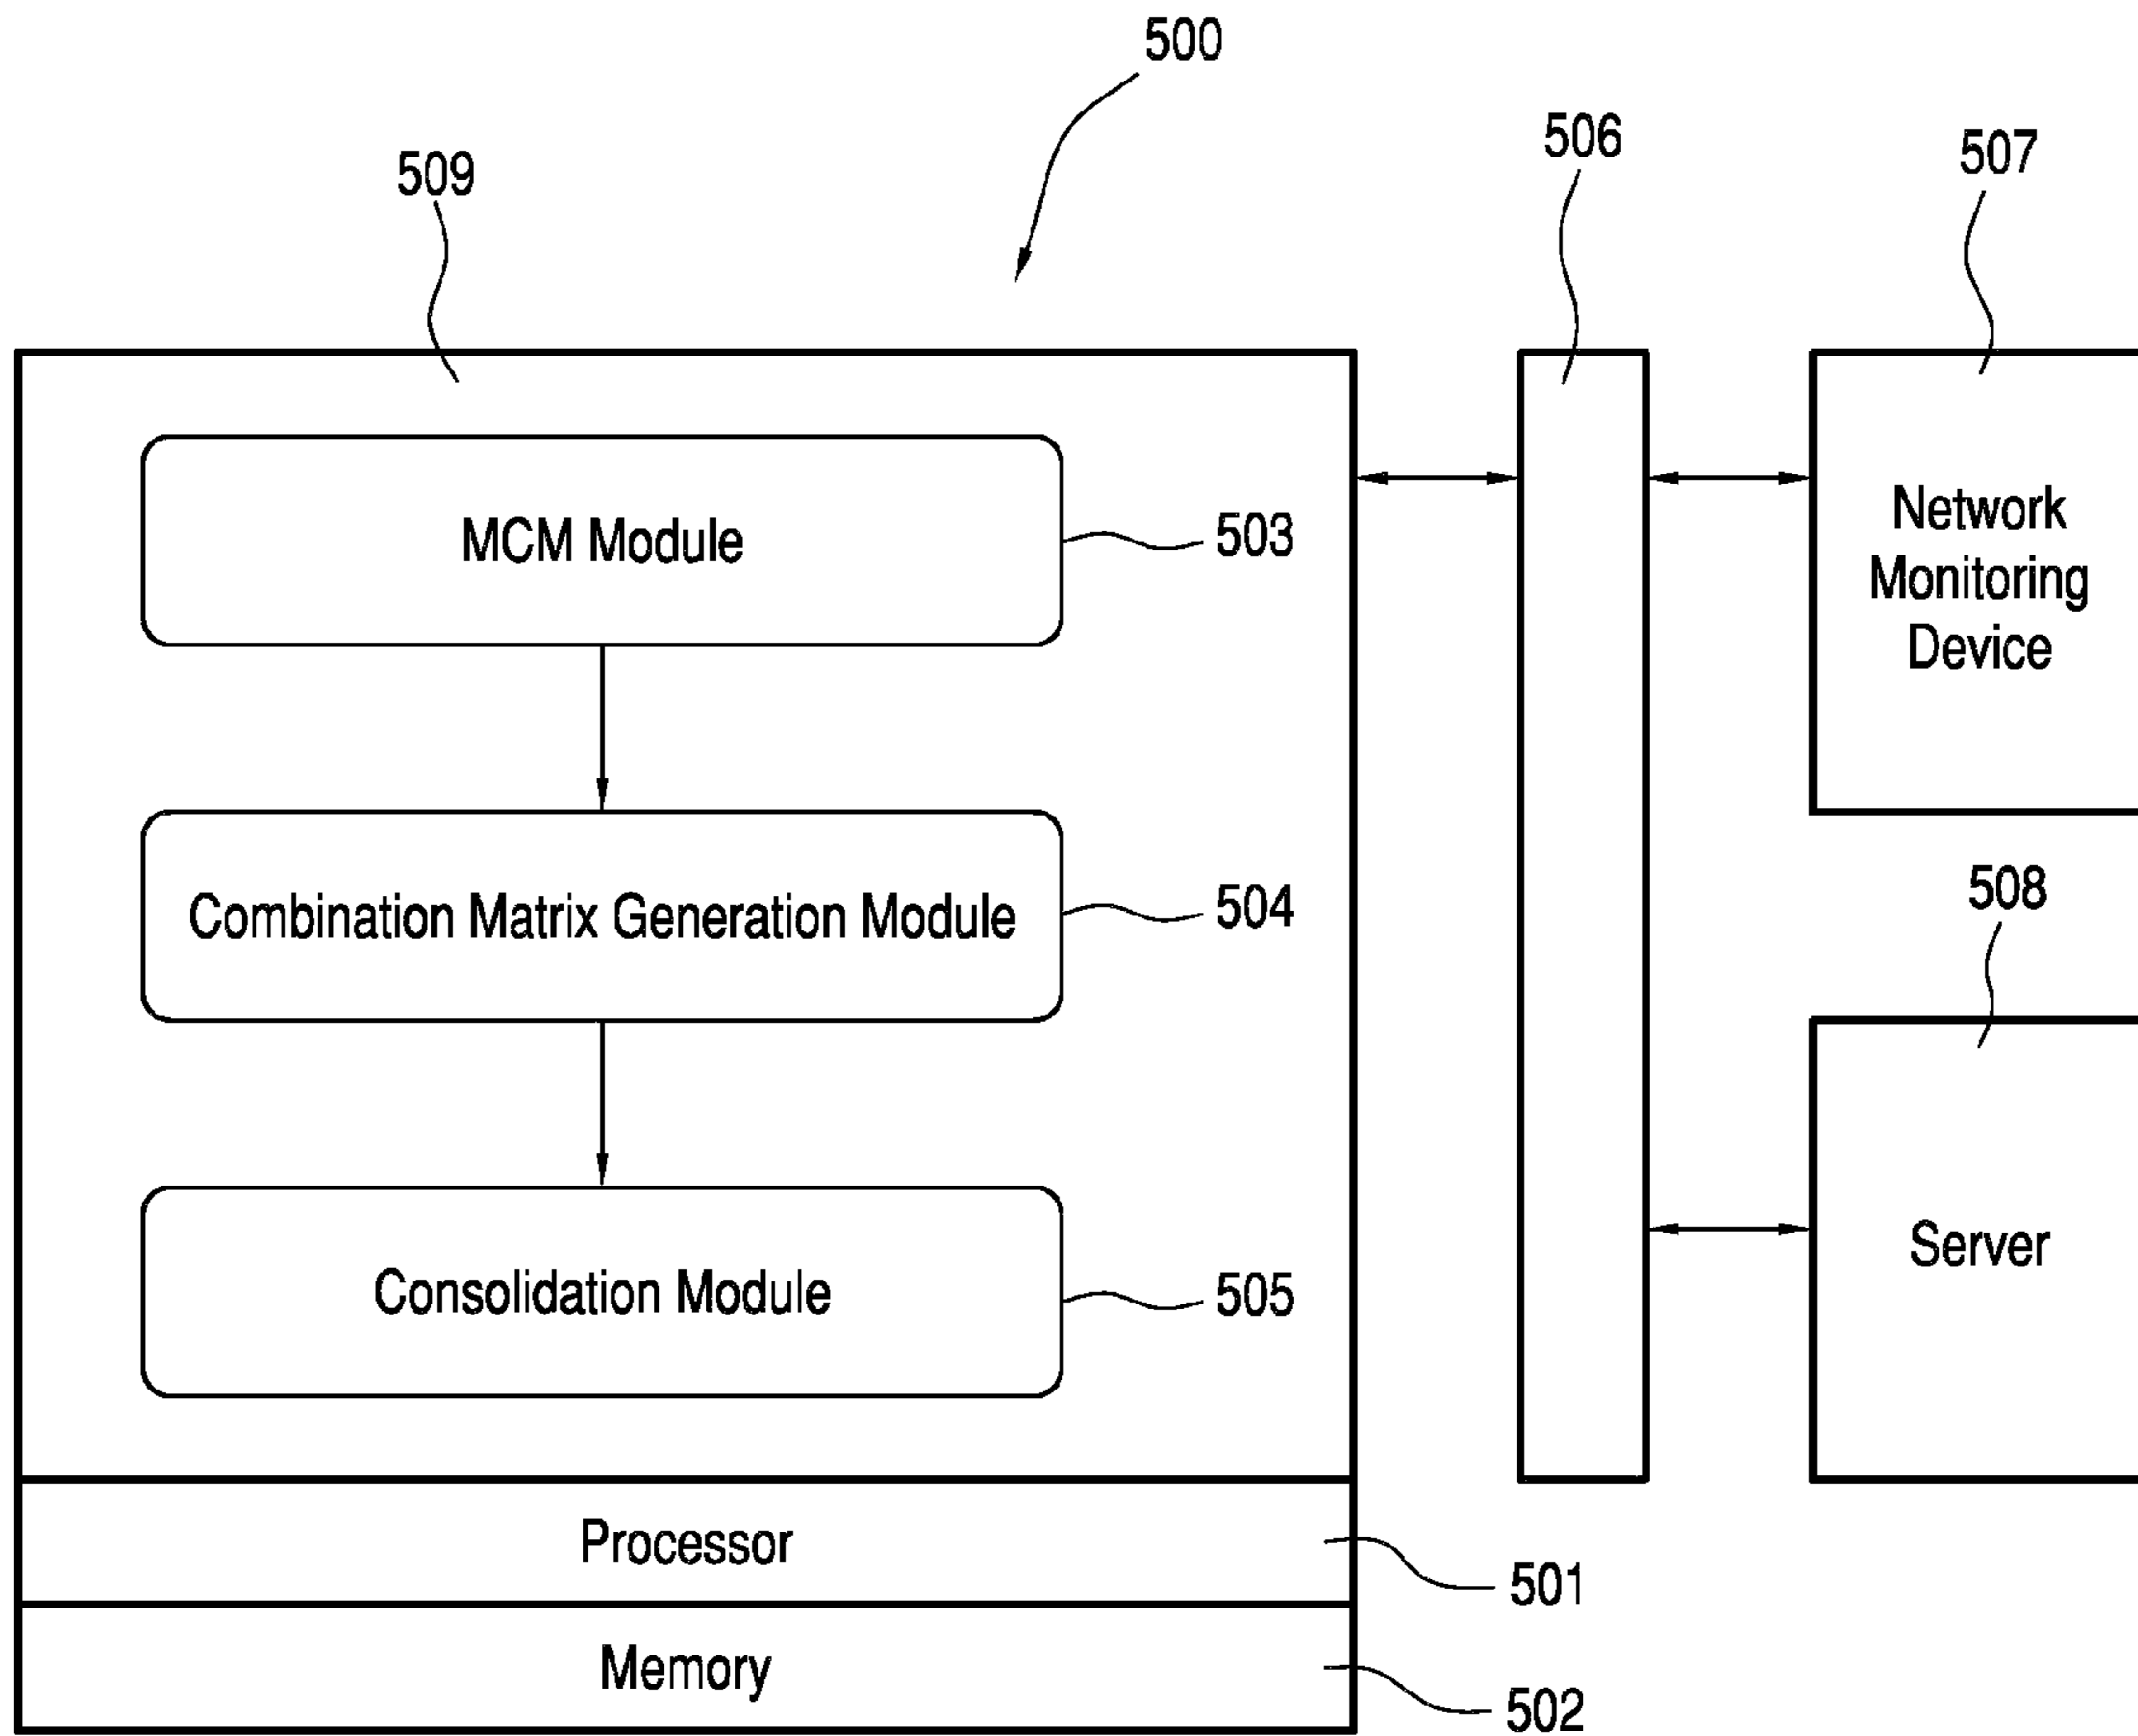 500
506
507
509
MCM Module
503
Network
Monitoring
Device
Combination Matrix Generation Module
504
508
Consolidation Module
505
Server
Processor
501
Memory
502